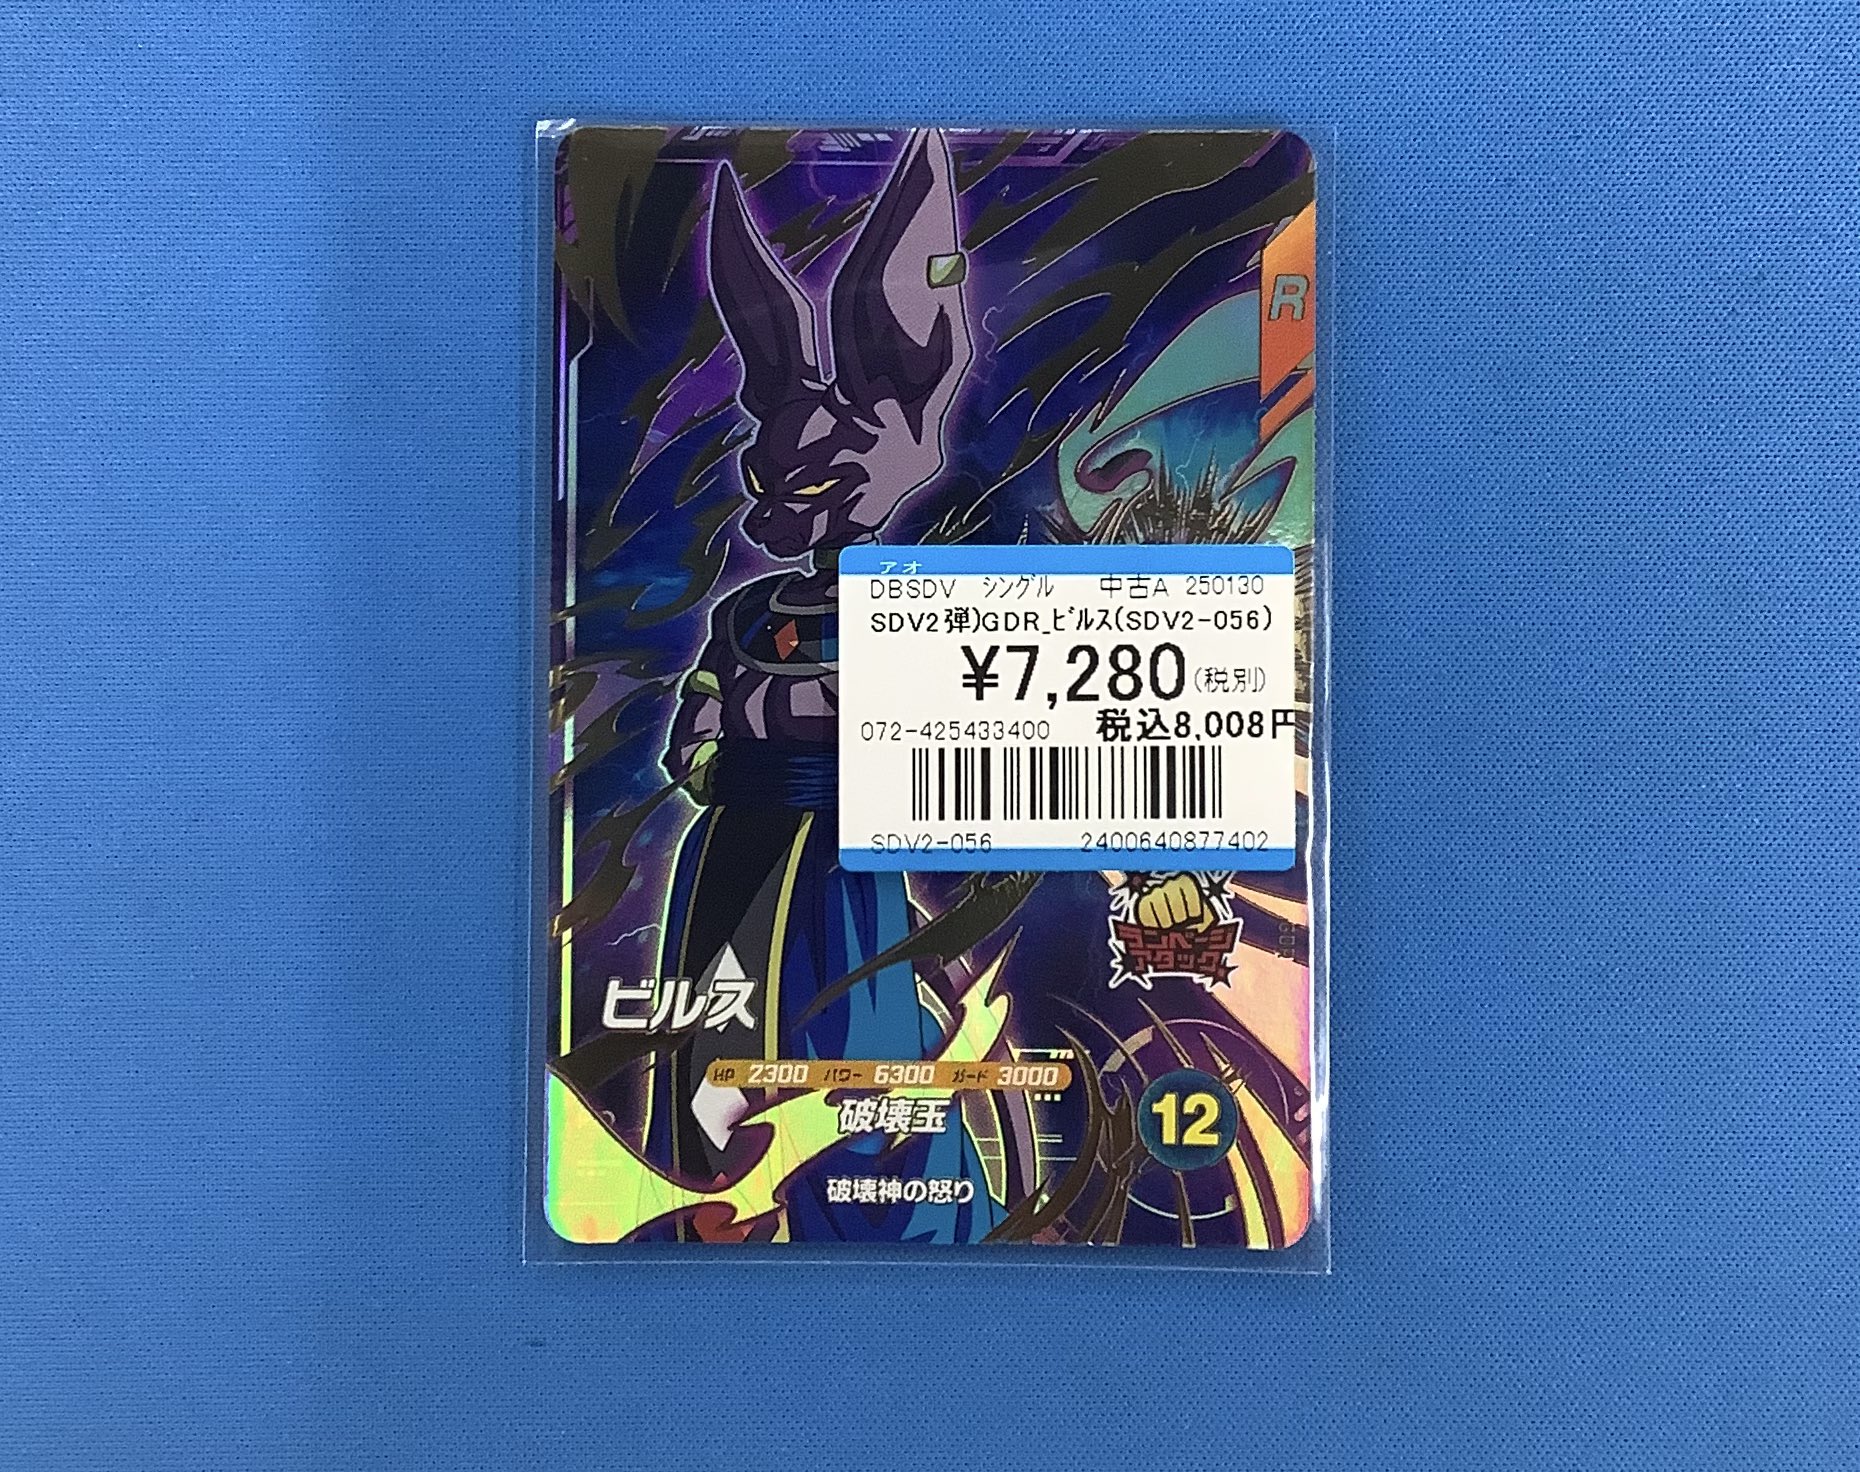 R
アオ
DBSDV ｼﾝｸﾞﾙ 中古A 250130
SDV2弾)GDR_ﾋﾞﾙｽ(SDV2-056)
¥7,280(税別)
072-425433400 税込8,008円
SDV2-056 2400640877402
ランページ
アタック
ビルス
HP 2300 パワー 6300 ガード 3000
破壊玉
12
破壊神の怒り